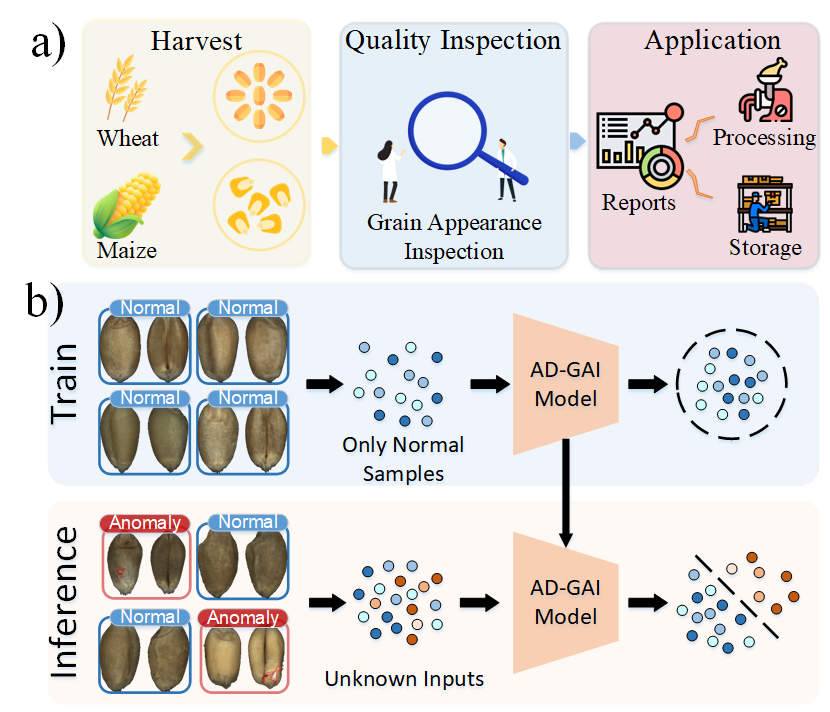 a)
Harvest
Quality Inspection
Application
Wheat
Maize
Grain Appearance
Inspection
Reports
Processing
Storage
b)
Train
Normal
Normal
Normal
Normal
Only Normal
Samples
AD-GAI
Model
Inference
Anomaly
Normal
Normal
Anomaly
Unknown Inputs
AD-GAI
Model